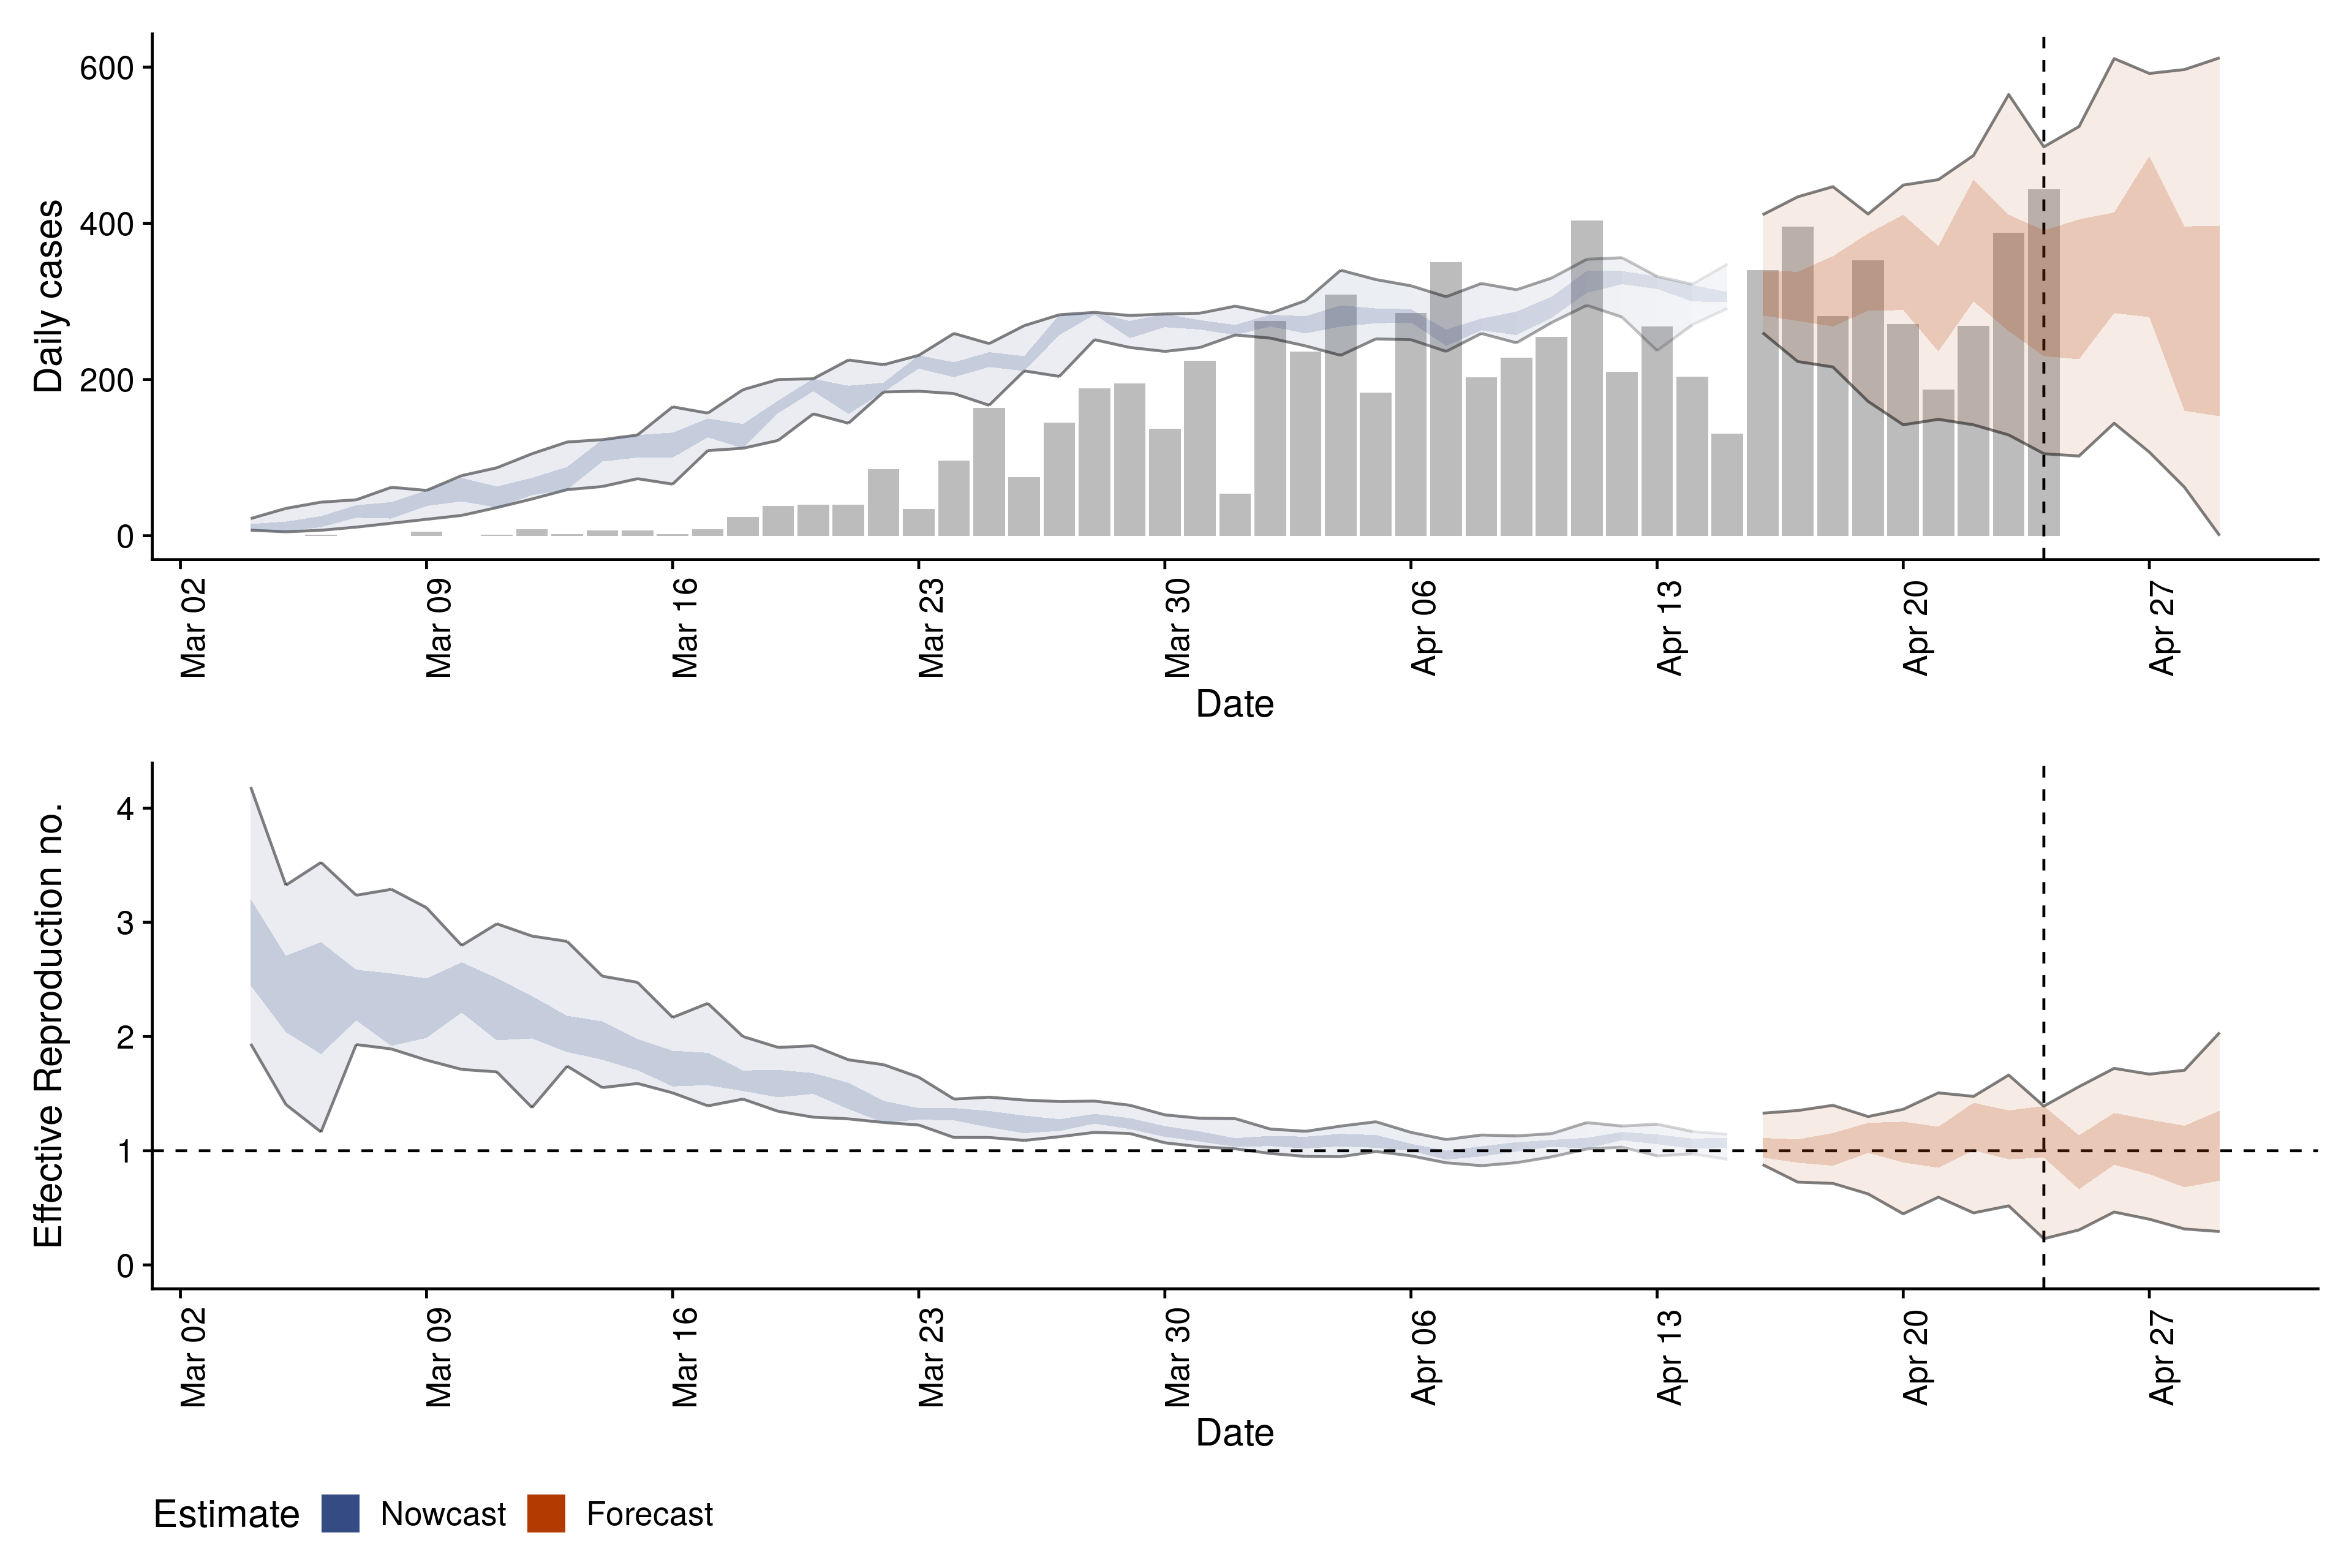 Daily cases
600
400
200
0
Mar 02
Mar 09
Mar 16
Mar 23
Mar 30
Apr 06
Apr 13
Apr 20
Apr 27
Date
Effective Reproduction no.
4
3
2
1
0
Mar 02
Mar 09
Mar 16
Mar 23
Mar 30
Apr 06
Apr 13
Apr 20
Apr 27
Date
Estimate Nowcast Forecast